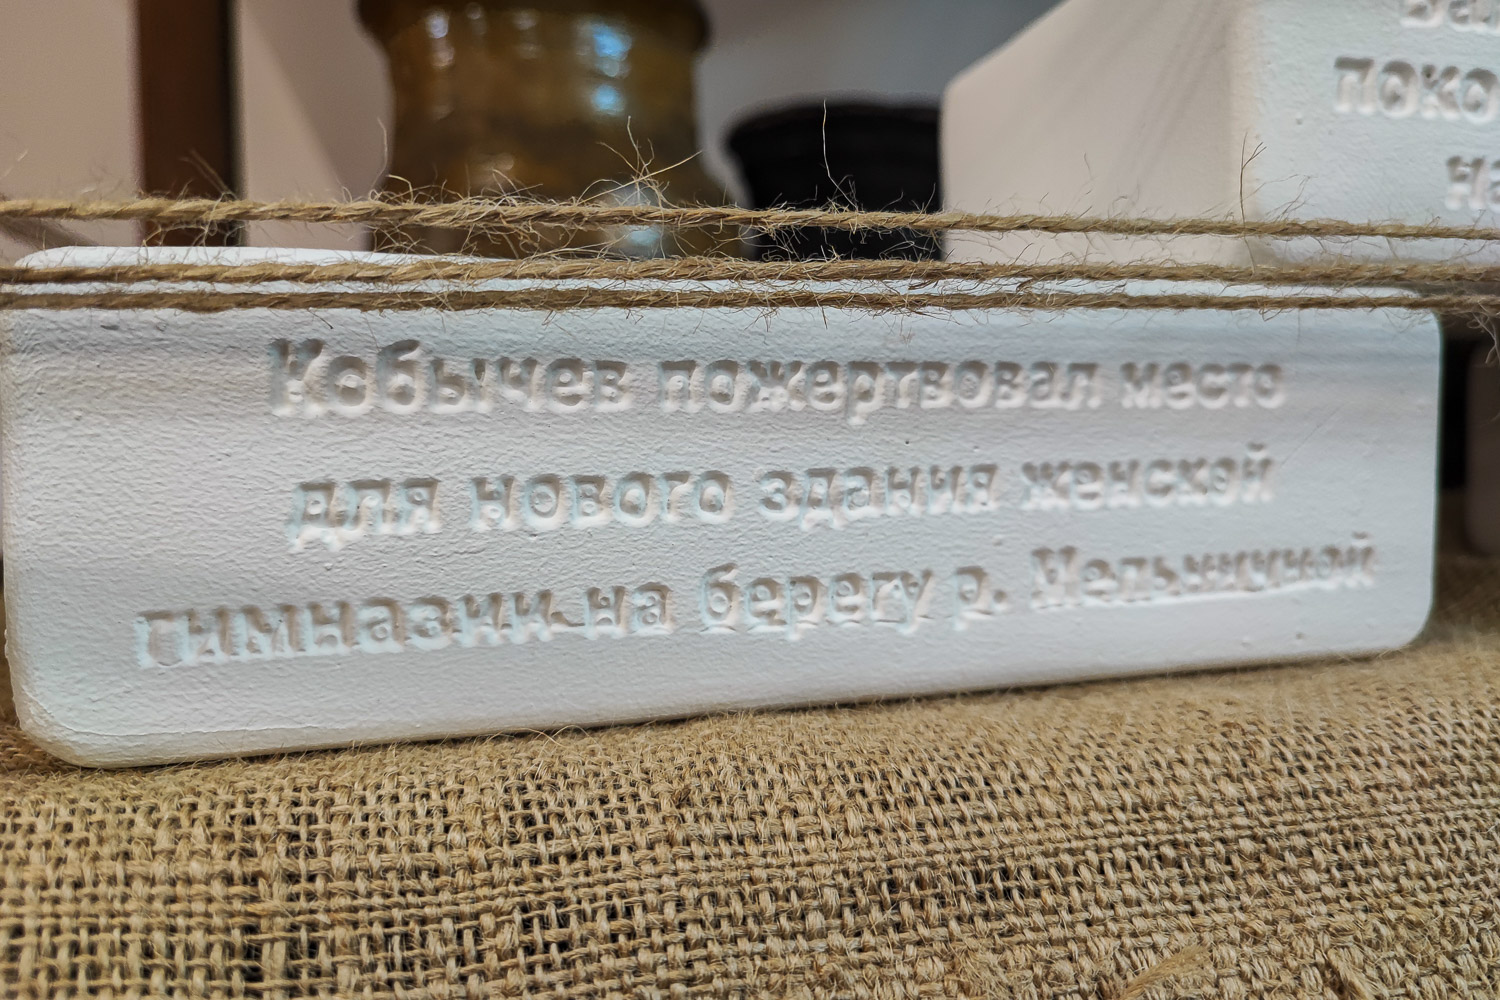 Кобычев пожертвовал место
для нового здания женской
гимназии на берегу р. Мельничной